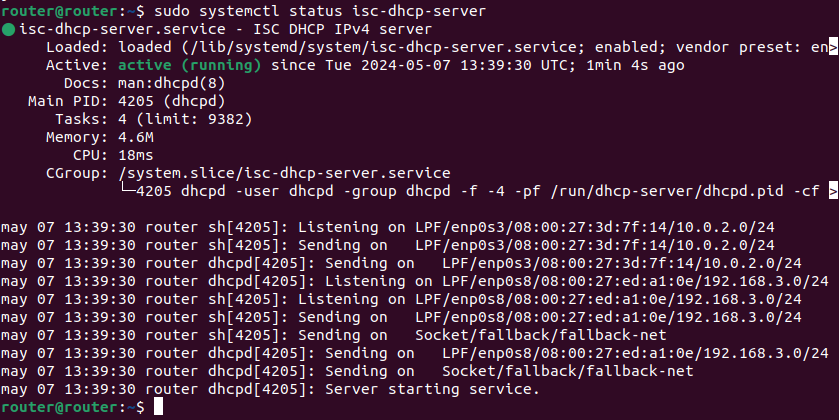 router@router:~$ sudo systemctl status isc-dhcp-server
● isc-dhcp-server.service - ISC DHCP IPv4 server
     Loaded: loaded (/lib/systemd/system/isc-dhcp-server.service; enabled; vendor preset: en>
     Active: active (running) since Tue 2024-05-07 13:39:30 UTC; 1min 4s ago
       Docs: man:dhcpd(8)
   Main PID: 4205 (dhcpd)
      Tasks: 4 (limit: 9382)
     Memory: 4.6M
        CPU: 18ms
     CGroup: /system.slice/isc-dhcp-server.service
             └─4205 dhcpd -user dhcpd -group dhcpd -f -4 -pf /run/dhcp-server/dhcpd.pid -cf >
may 07 13:39:30 router sh[4205]: Listening on LPF/enp0s3/08:00:27:3d:7f:14/10.0.2.0/24
may 07 13:39:30 router sh[4205]: Sending on   LPF/enp0s3/08:00:27:3d:7f:14/10.0.2.0/24
may 07 13:39:30 router dhcpd[4205]: Sending on   LPF/enp0s3/08:00:27:3d:7f:14/10.0.2.0/24
may 07 13:39:30 router dhcpd[4205]: Listening on LPF/enp0s8/08:00:27:ed:a1:0e/192.168.3.0/24
may 07 13:39:30 router sh[4205]: Listening on LPF/enp0s8/08:00:27:ed:a1:0e/192.168.3.0/24
may 07 13:39:30 router sh[4205]: Sending on   LPF/enp0s8/08:00:27:ed:a1:0e/192.168.3.0/24
may 07 13:39:30 router sh[4205]: Sending on   Socket/fallback/fallback-net
may 07 13:39:30 router dhcpd[4205]: Sending on   LPF/enp0s8/08:00:27:ed:a1:0e/192.168.3.0/24
may 07 13:39:30 router dhcpd[4205]: Sending on   Socket/fallback/fallback-net
may 07 13:39:30 router dhcpd[4205]: Server starting service.
router@router:~$